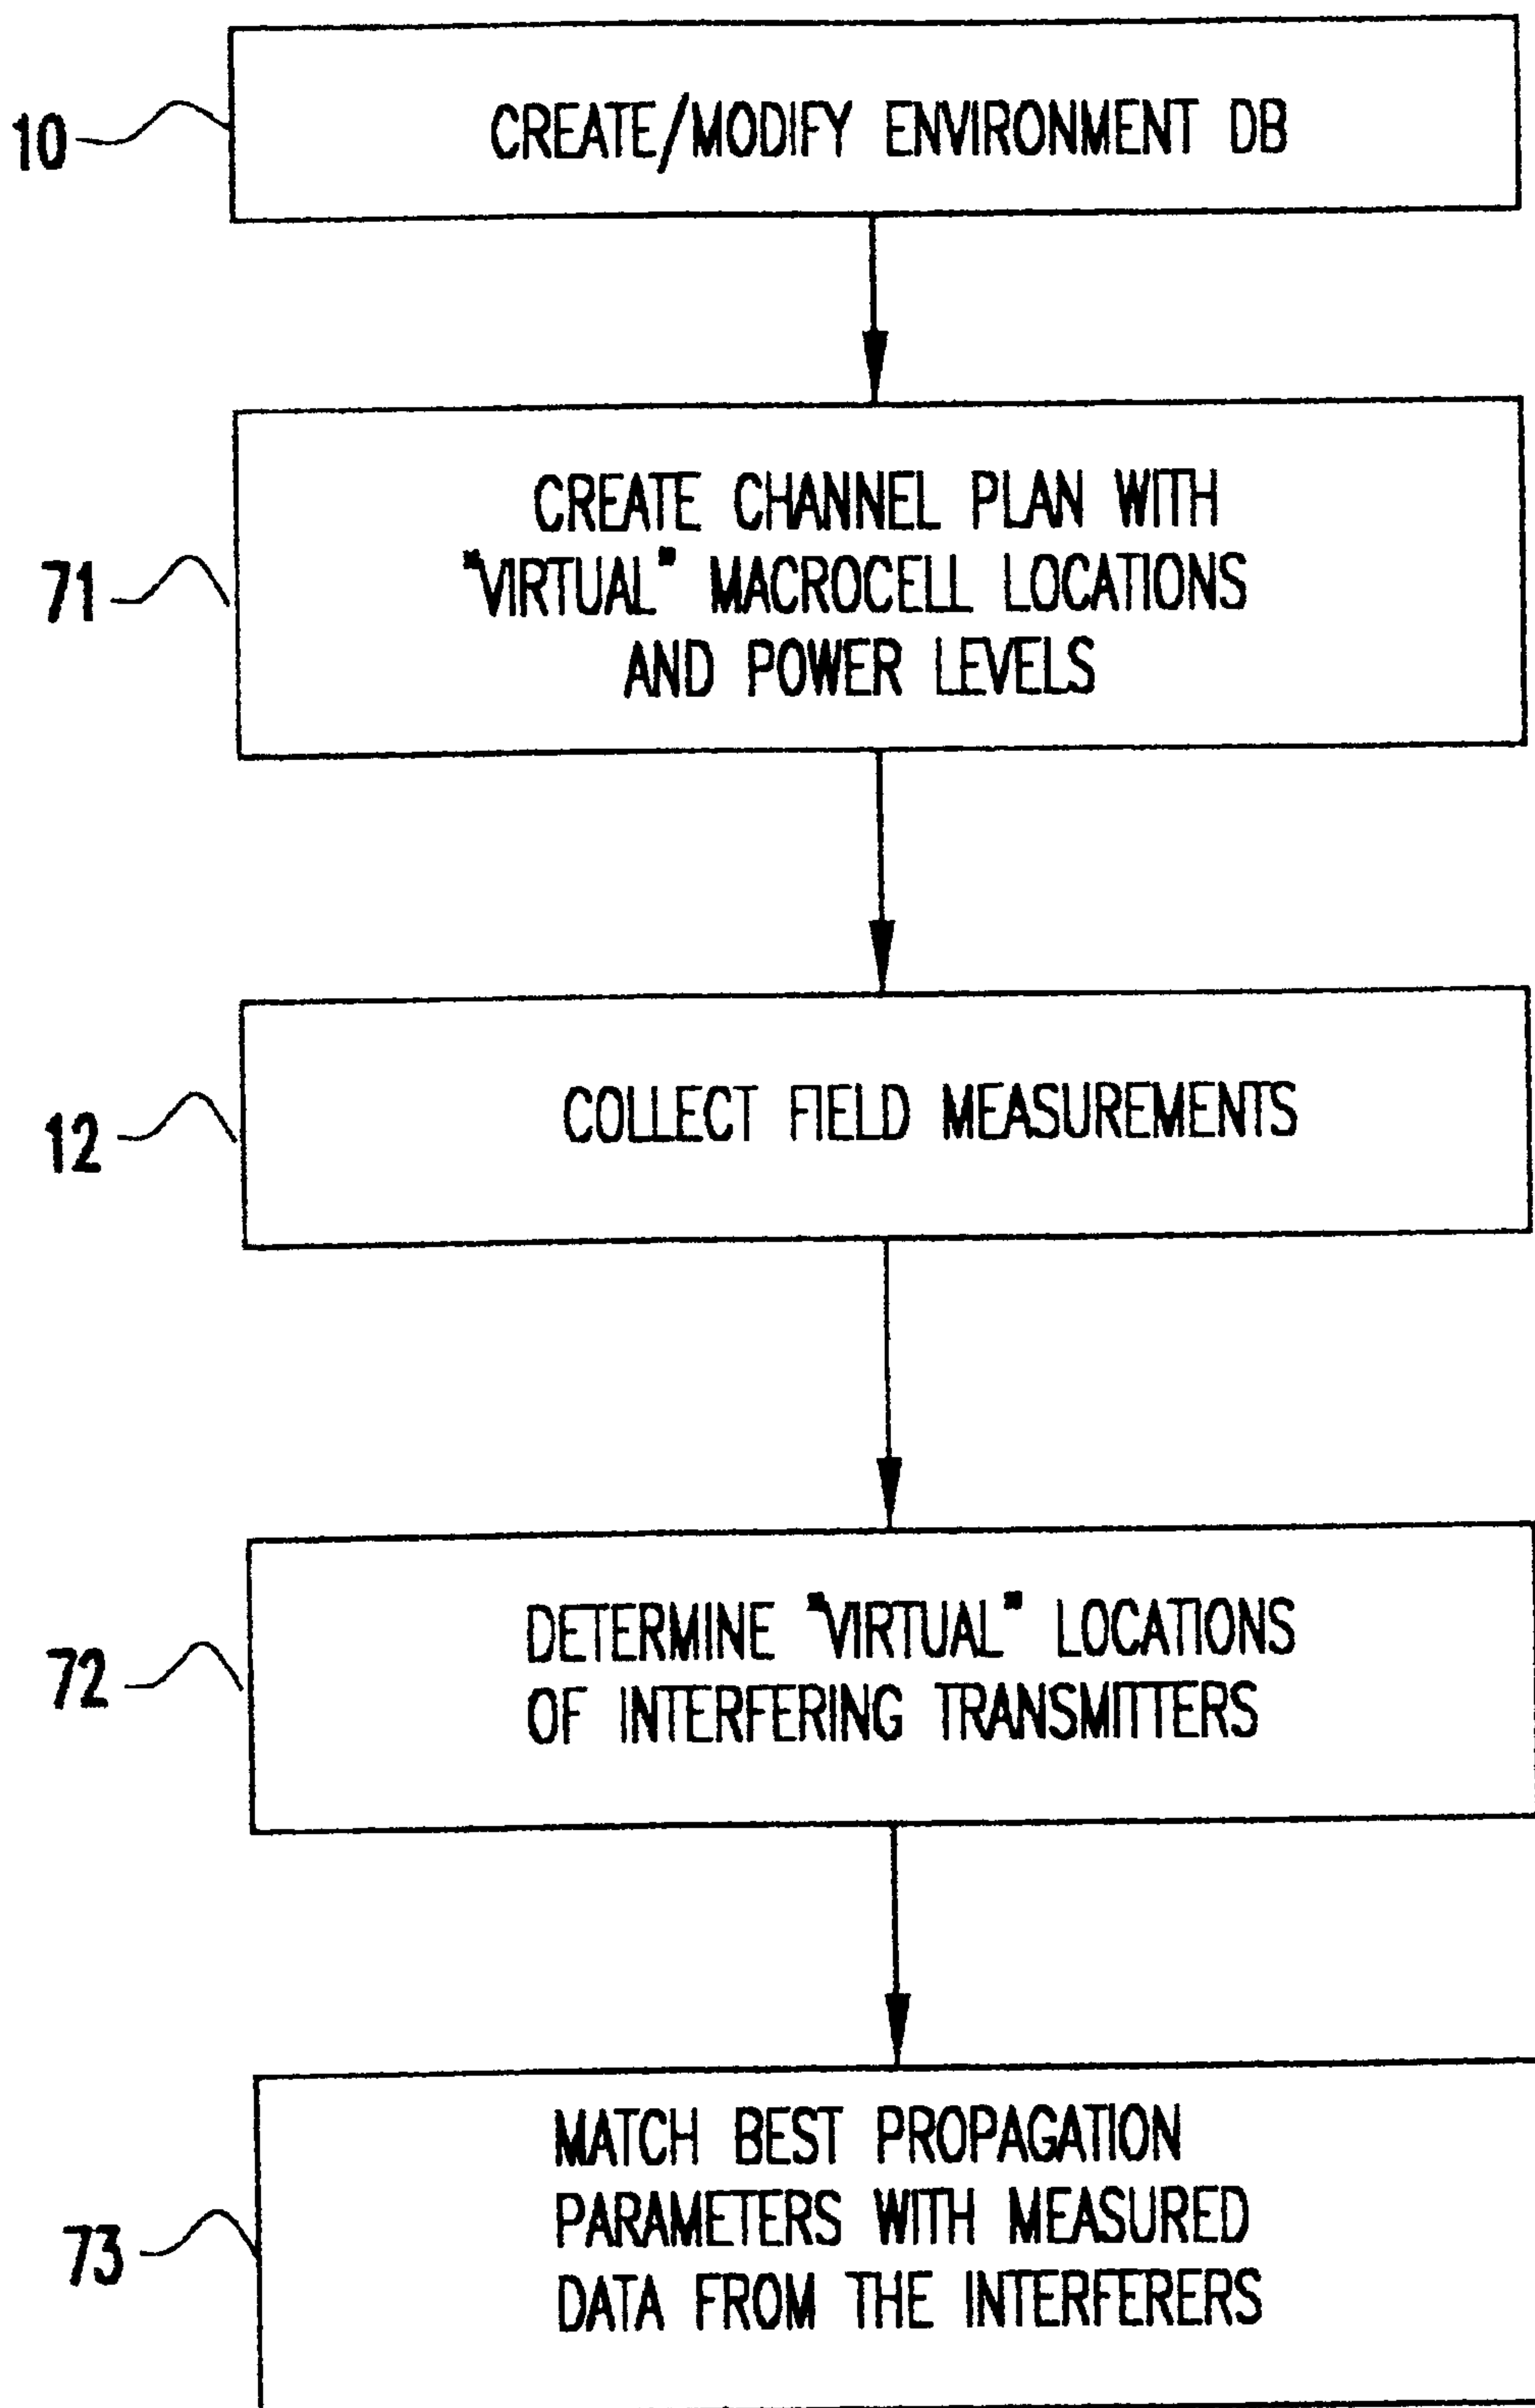 10
CREATE/MODIFY ENVIRONMENT DB
71
CREATE CHANNEL PLAN WITH
"VIRTUAL" MACROCELL LOCATIONS
AND POWER LEVELS
12
COLLECT FIELD MEASUREMENTS
72
DETERMINE "VIRTUAL" LOCATIONS
OF INTERFERING TRANSMITTERS
73
MATCH BEST PROPAGATION
PARAMETERS WITH MEASURED
DATA FROM THE INTERFERERS